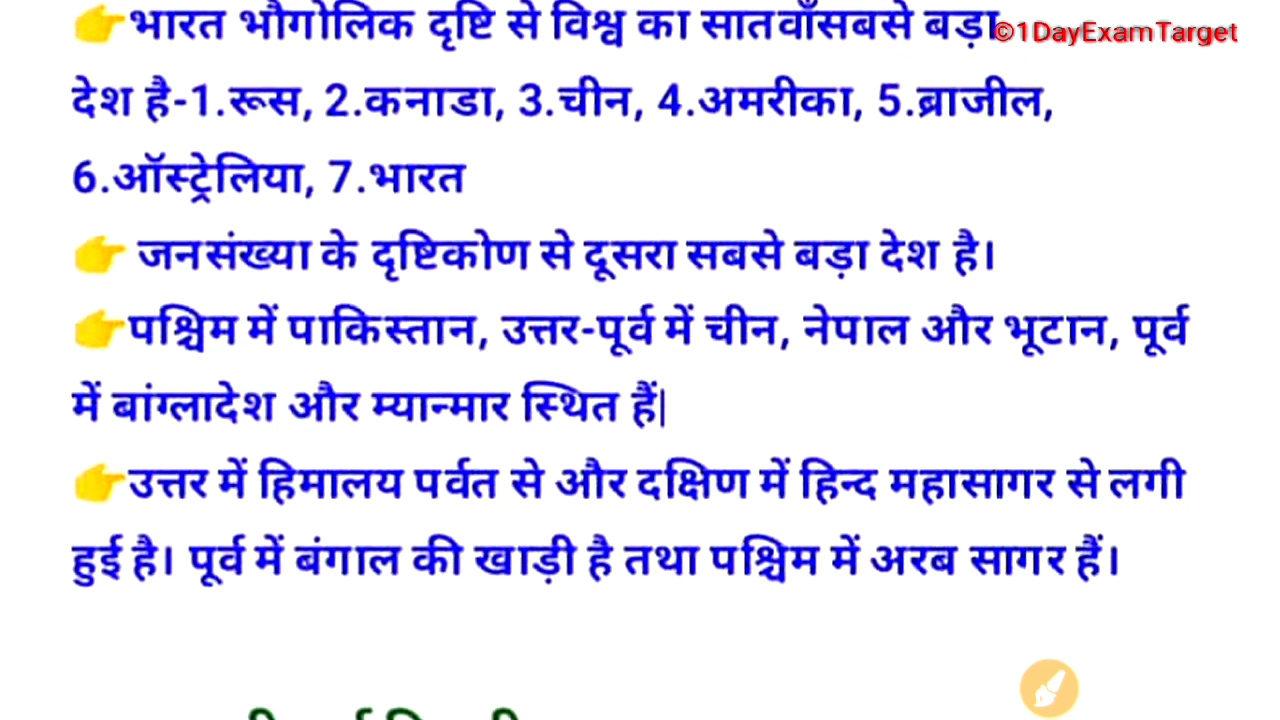 👉भारत भौगोलिक दृष्टि से विश्व का सातवाँसबसे बड़ा
©1DayExamTarget
देश है-1.रूस, 2.कनाडा, 3.चीन, 4.अमरीका, 5.ब्राजील,
6.ऑस्ट्रेलिया, 7.भारत
👉 जनसंख्या के दृष्टिकोण से दूसरा सबसे बड़ा देश है।
👉पश्चिम में पाकिस्तान, उत्तर-पूर्व में चीन, नेपाल और भूटान, पूर्व
में बांग्लादेश और म्यान्मार स्थित हैं|
👉उत्तर में हिमालय पर्वत से और दक्षिण में हिन्द महासागर से लगी
हुई है। पूर्व में बंगाल की खाड़ी है तथा पश्चिम में अरब सागर हैं।